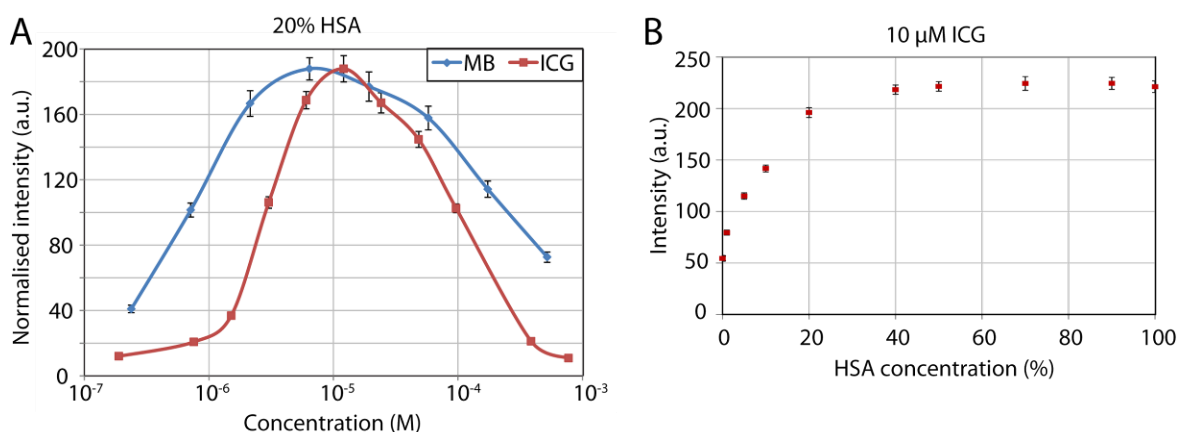 A
20% HSA
MB
ICG
Normalised intensity (a.u.)
200
160
120
80
40
0
10⁻⁷
10⁻⁶
10⁻⁵
10⁻⁴
10⁻³
Concentration (M)
B
10 µM ICG
Intensity (a.u.)
250
200
150
100
50
0
0
20
40
60
80
100
HSA concentration (%)